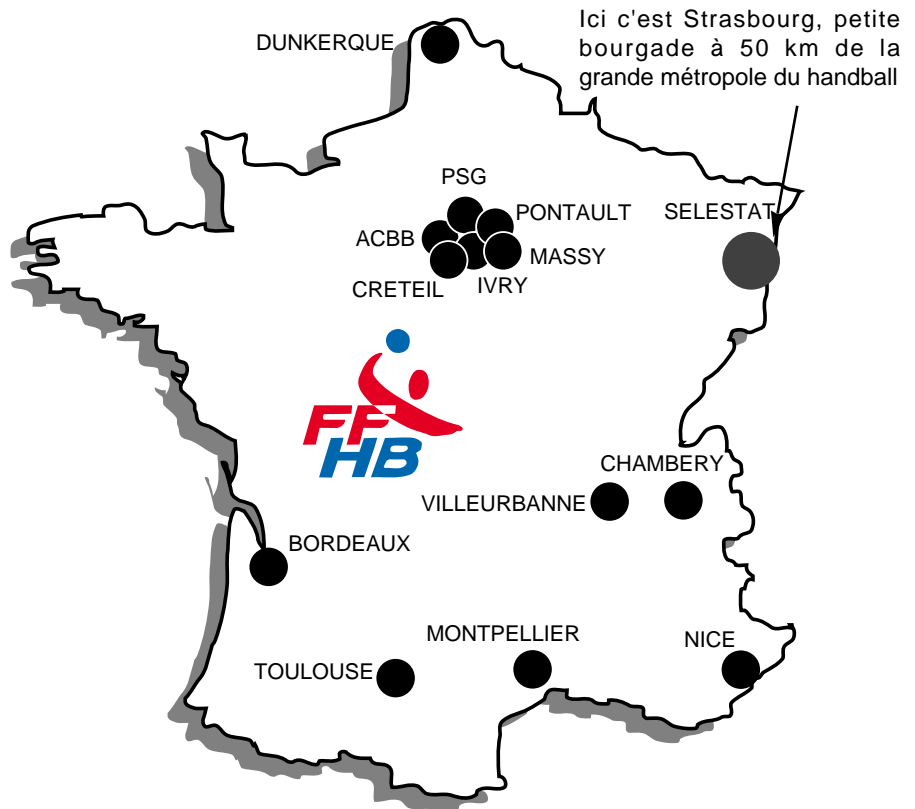 Ici c'est Strasbourg, petite
bourgade à 50 km de la
grande métropole du handball
DUNKERQUE
PSG
PONTAULT
SELESTAT
ACBB
MASSY
CRETEIL
IVRY
FF
HB
CHAMBERY
VILLEURBANNE
BORDEAUX
MONTPELLIER
NICE
TOULOUSE